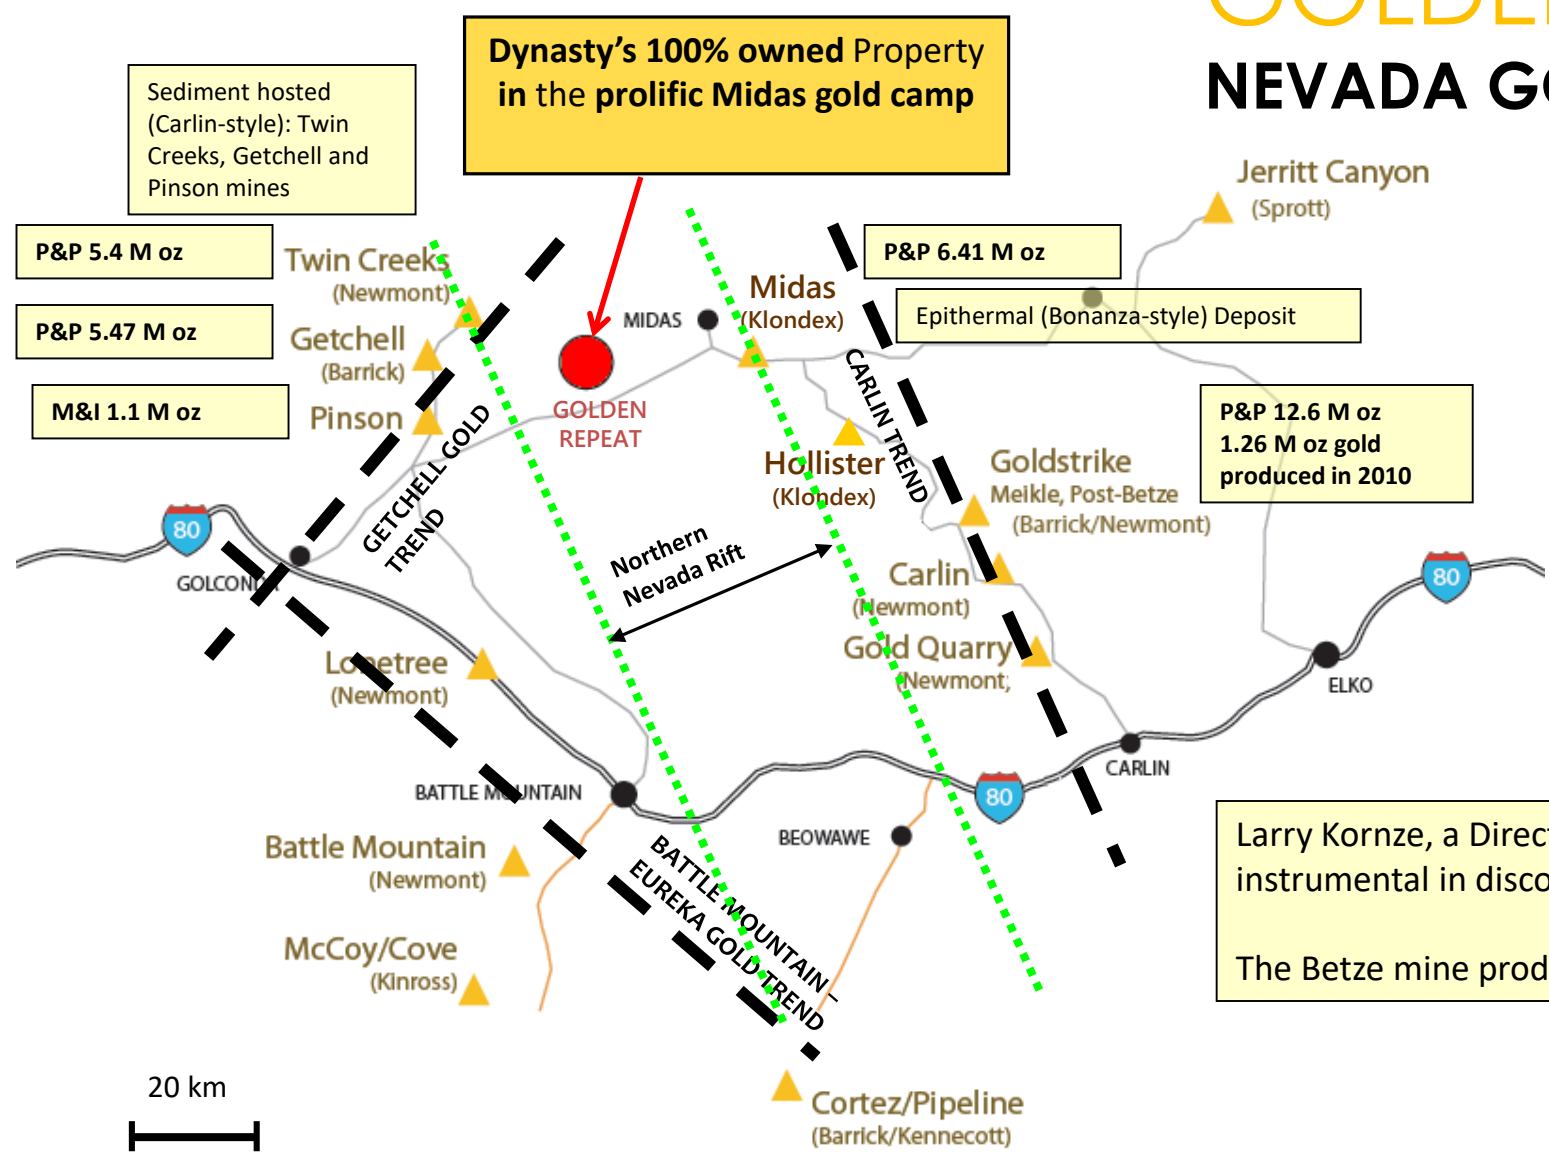 GOLDE
NEVADA G
Dynasty's 100% owned Property
in the prolific Midas gold camp
Sediment hosted
(Carlin-style): Twin
Creeks, Getchell and
Pinson mines
P&P 5.4 M oz
P&P 5.47 M oz
M&I 1.1 M oz
Twin Creeks
(Newmont)
Getchell
(Barrick)
Pinson
GETCHELL GOLD
TREND
GOLDEN
REPEAT
MIDAS
Midas
(Klondex)
P&P 6.41 M oz
Epithermal (Bonanza-style) Deposit
Jerritt Canyon
(Sprott)
CARLIN TREND
Hollister
(Klondex)
P&P 12.6 M oz
1.26 M oz gold
produced in 2010
Goldstrike
Meikle, Post-Betze
(Barrick/Newmont)
80
GOLCONDA
Northern
Nevada Rift
Carlin
(Newmont)
Gold Quarry
(Newmont)
80
ELKO
Lonetree
(Newmont)
CARLIN
80
BATTLE MOUNTAIN
BEOWAWE
Battle Mountain
(Newmont)
BATTLE MOUNTAIN –
EUREKA GOLD TREND
McCoy/Cove
(Kinross)
Larry Kornze, a Direc
instrumental in disco
The Betze mine prod
20 km
Cortez/Pipeline
(Barrick/Kennecott)